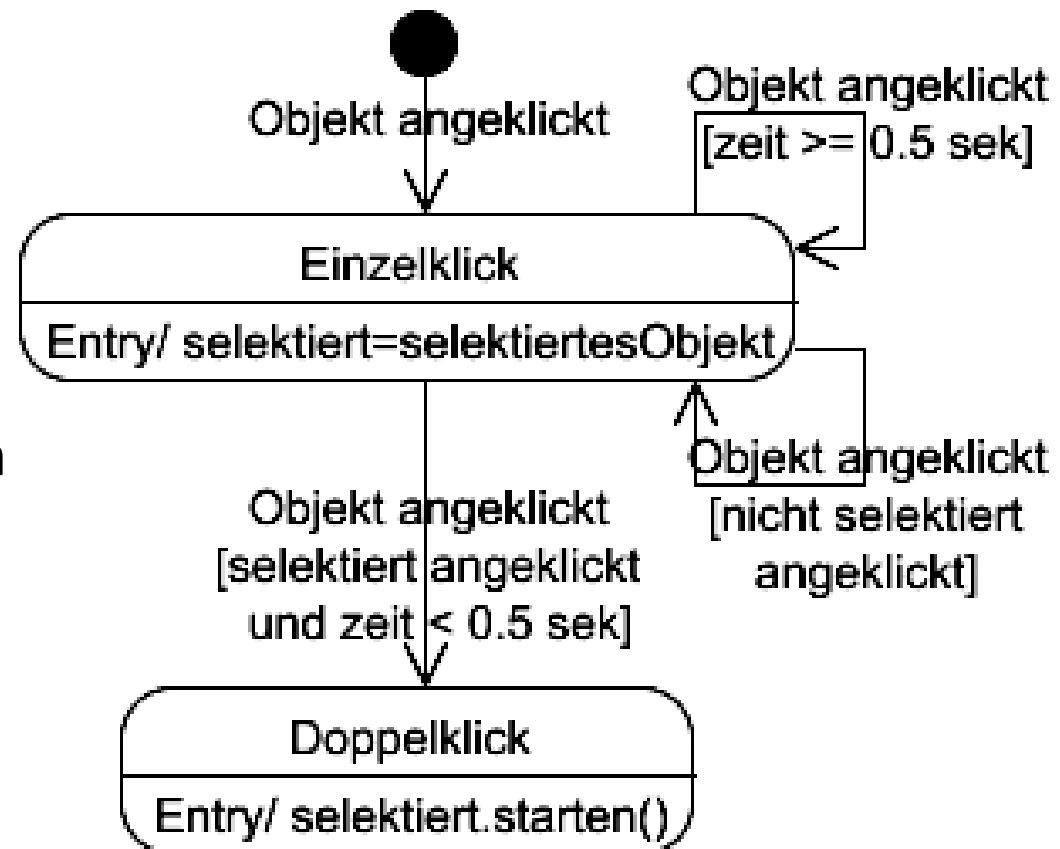 Objekt angeklickt
Objekt angeklickt
[zeit >= 0.5 sek]
Einzelklick
Entry/ selektiert=selektiertesObjekt
n
Objekt angeklickt
[nicht selektiert
angeklickt]
Objekt angeklickt
[selektiert angeklickt
und zeit < 0.5 sek]
Doppelklick
Entry/ selektiert.starten()